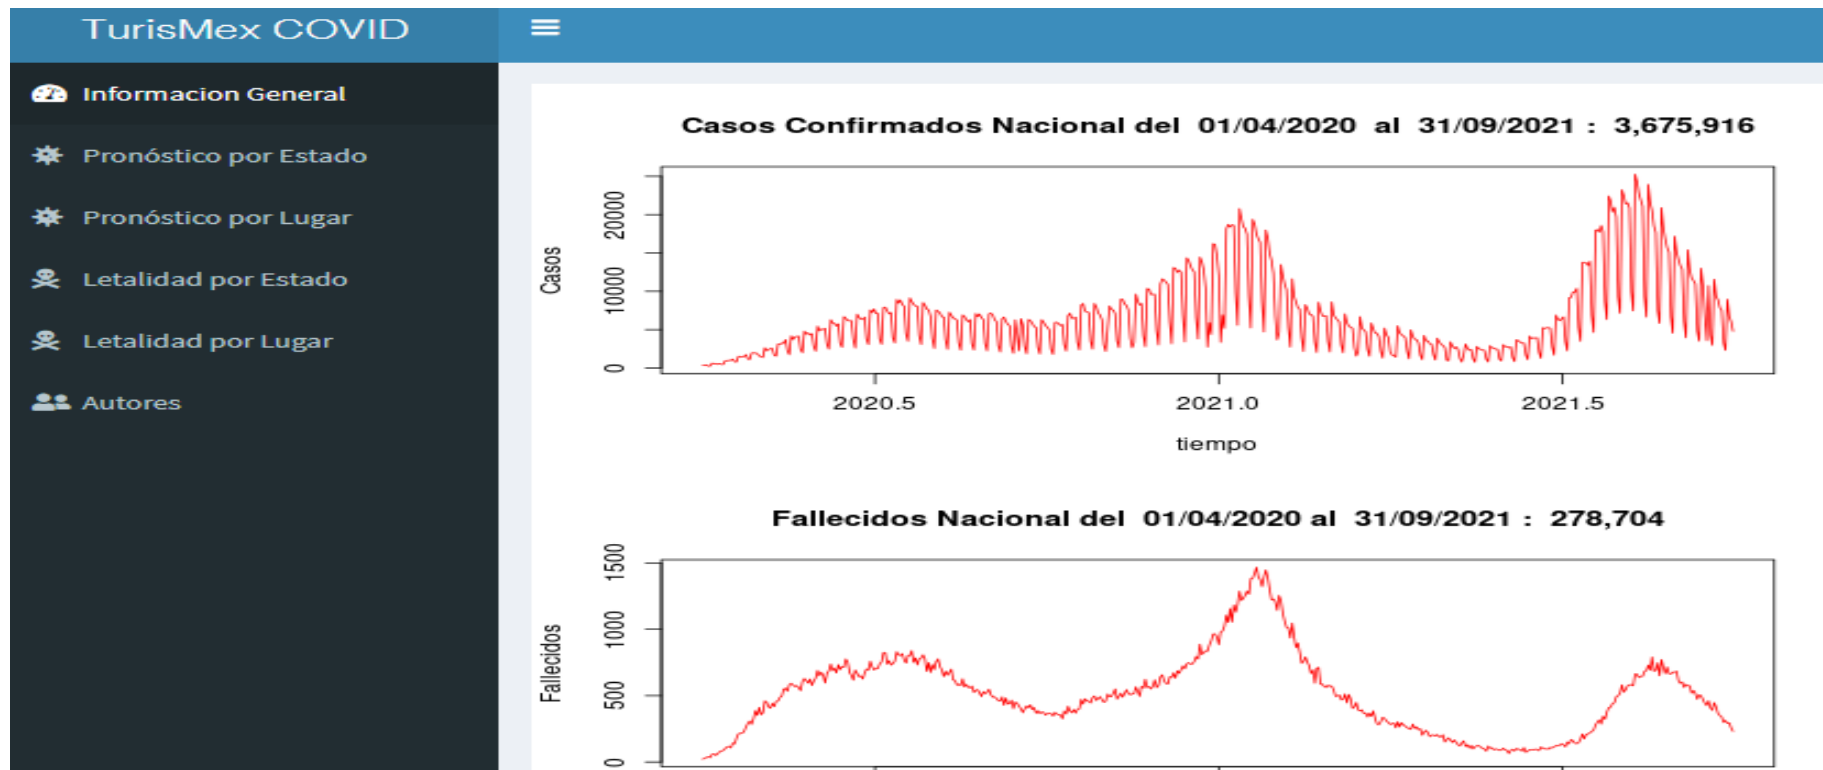 TurisMex COVID
Informacion General
Pronóstico por Estado
Pronóstico por Lugar
Letalidad por Estado
Letalidad por Lugar
Autores
Casos Confirmados Nacional del 01/04/2020 al 31/09/2021 : 3,675,916
Casos
20000
10000
0
2020.5 2021.0 2021.5
tiempo
Fallecidos Nacional del 01/04/2020 al 31/09/2021 : 278,704
Fallecidos
1500
1000
500
0